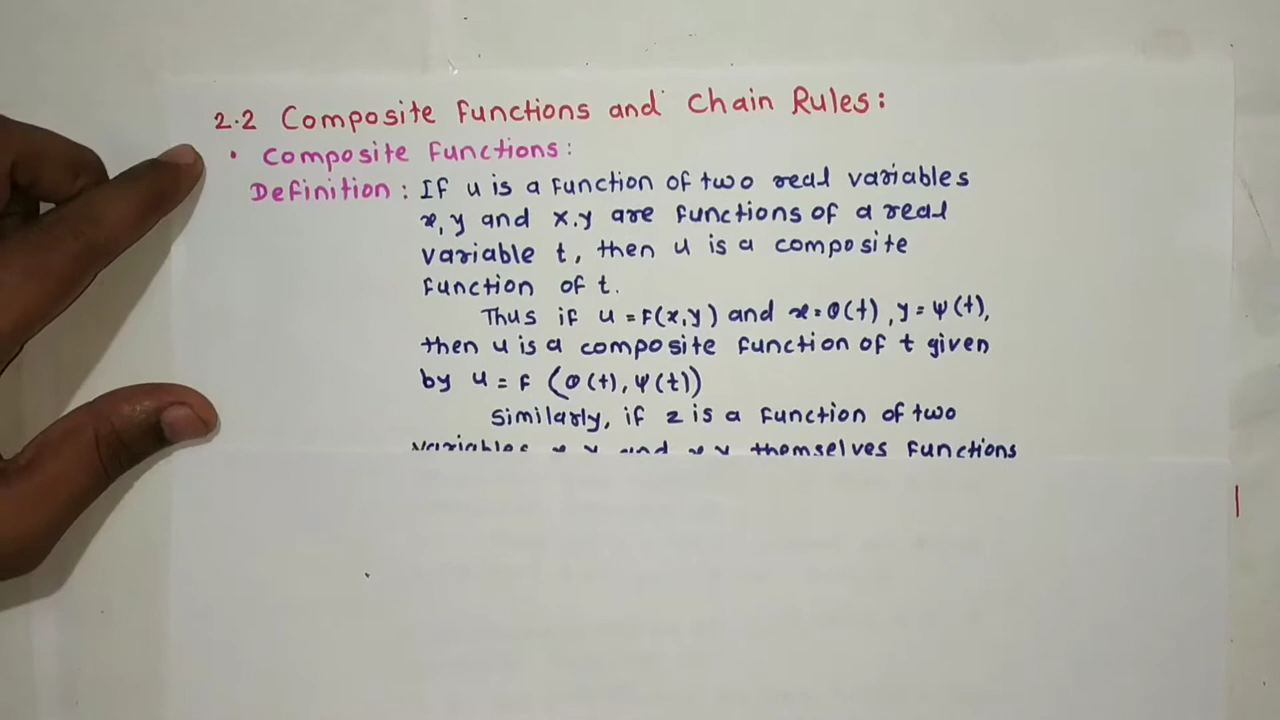 2.2 Composite Functions and Chain Rules:
• Composite Functions:
Definition: If u is a function of two real variables
x, y and x.y are functions of a real
variable t, then u is a composite
function of t.
Thus if u = F(x,y) and x=Φ(t), y=Ψ(t),
then u is a composite function of t given
by u = F (Φ(t), Ψ(t))
Similarly, if z is a function of two
variables x y and x y themselves functions